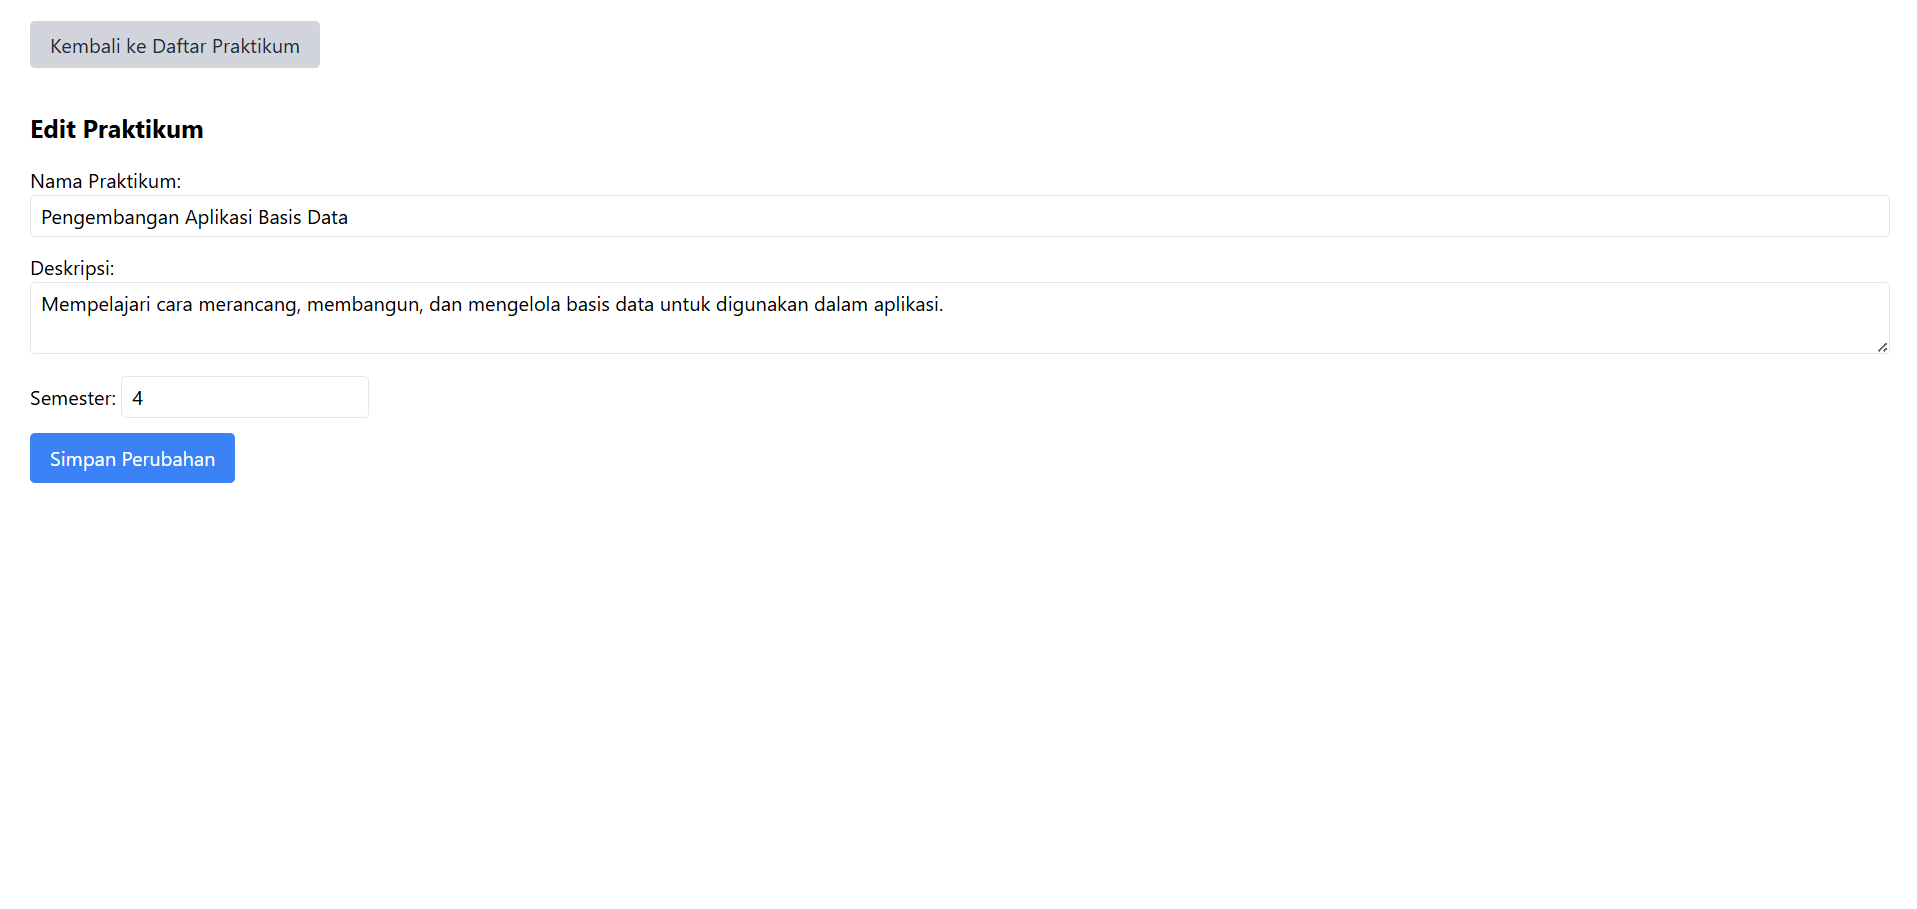 Kembali ke Daftar Praktikum
Edit Praktikum
Nama Praktikum:
Pengembangan Aplikasi Basis Data
Deskripsi:
Mempelajari cara merancang, membangun, dan mengelola basis data untuk digunakan dalam aplikasi.
Semester: 4
Simpan Perubahan